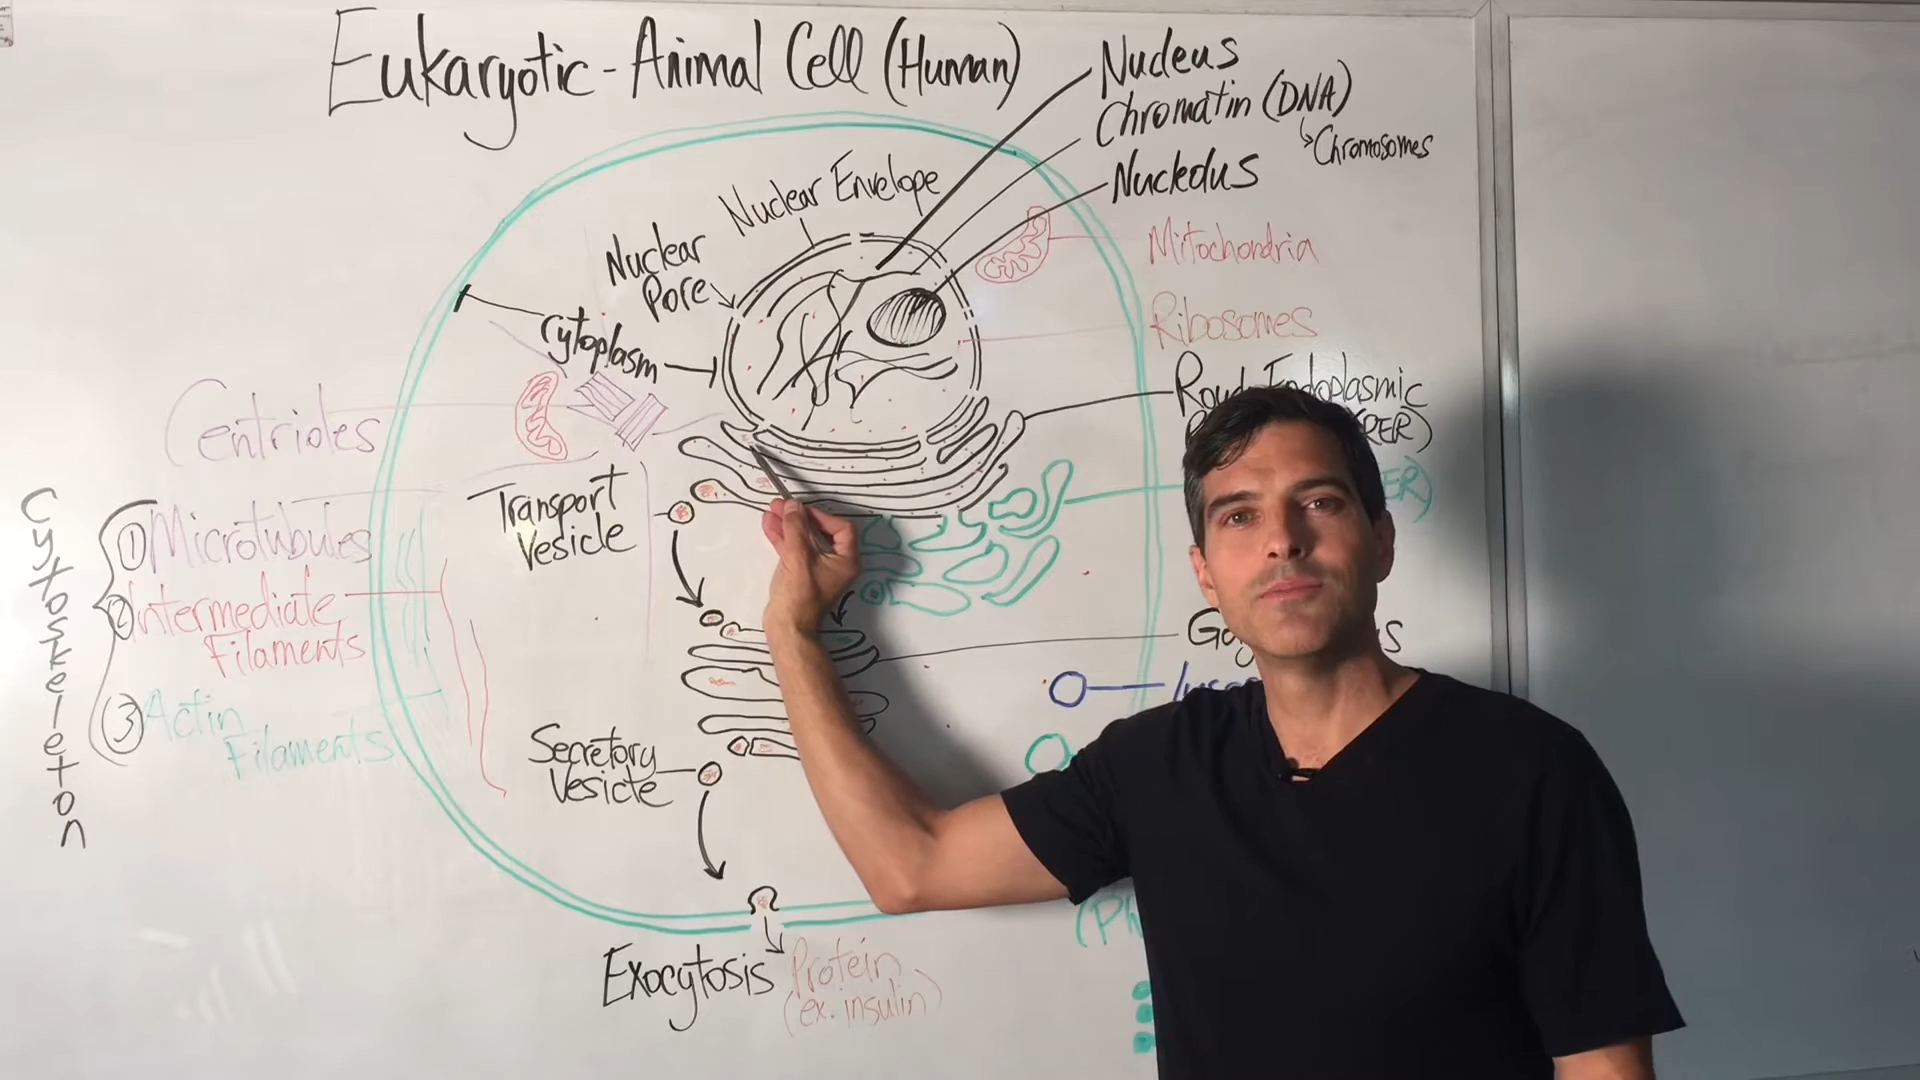 Eukaryotic - Animal Cell (Human)
Nucleus
Chromatin (DNA)
↳ Chromosomes
Nucleolus
Nuclear Envelope
Nuclear
Pore
Mitochondria
Ribosomes
Cytoplasm
Endoplasmic
(RER)
Centrioles
Transport
Vesicle
Cytoskeleton
① Microtubules
② Intermediate
Filaments
③ Actin
Filaments
Secretory
Vesicle
Exocytosis
Protein
(ex. insulin)